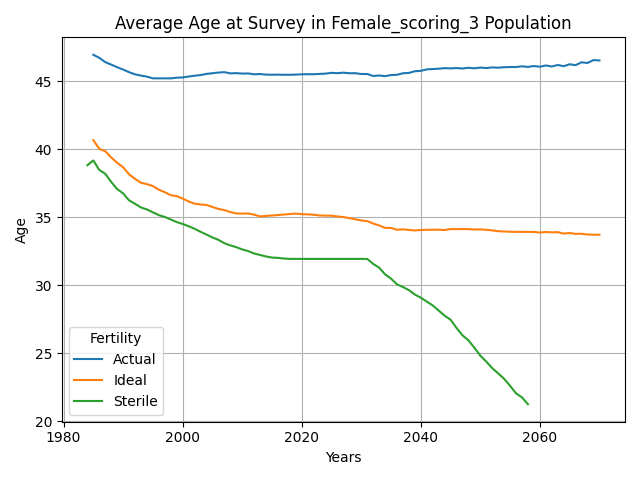 Average Age at Survey in Female_scoring_3 Population
Age
45
40
35
30
25
20
Fertility
Actual
Ideal
Sterile
1980
2000
2020
2040
2060
Years